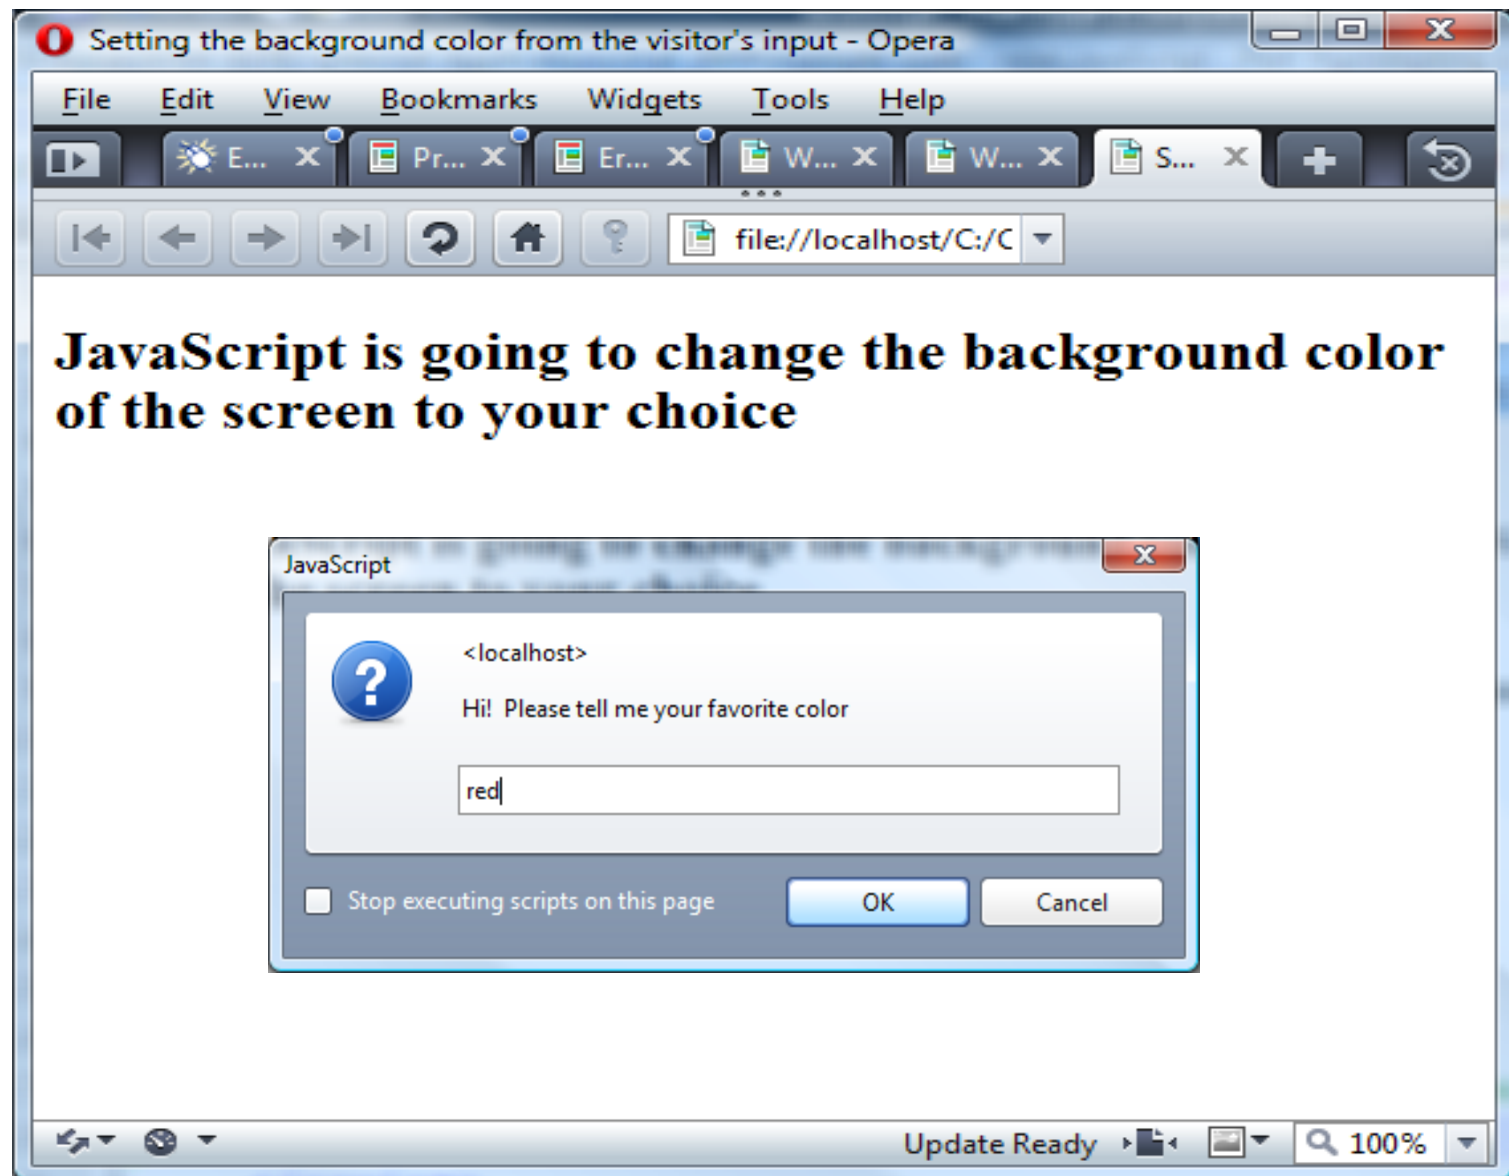 Setting the background color from the visitor's input - Opera
File Edit View Bookmarks Widgets Tools Help
E... Pr... Er... W... W... S...
file://localhost/C:/C
JavaScript is going to change the background color
of the screen to your choice
JavaScript
<localhost>
Hi! Please tell me your favorite color
red
Stop executing scripts on this page OK Cancel
Update Ready 100%